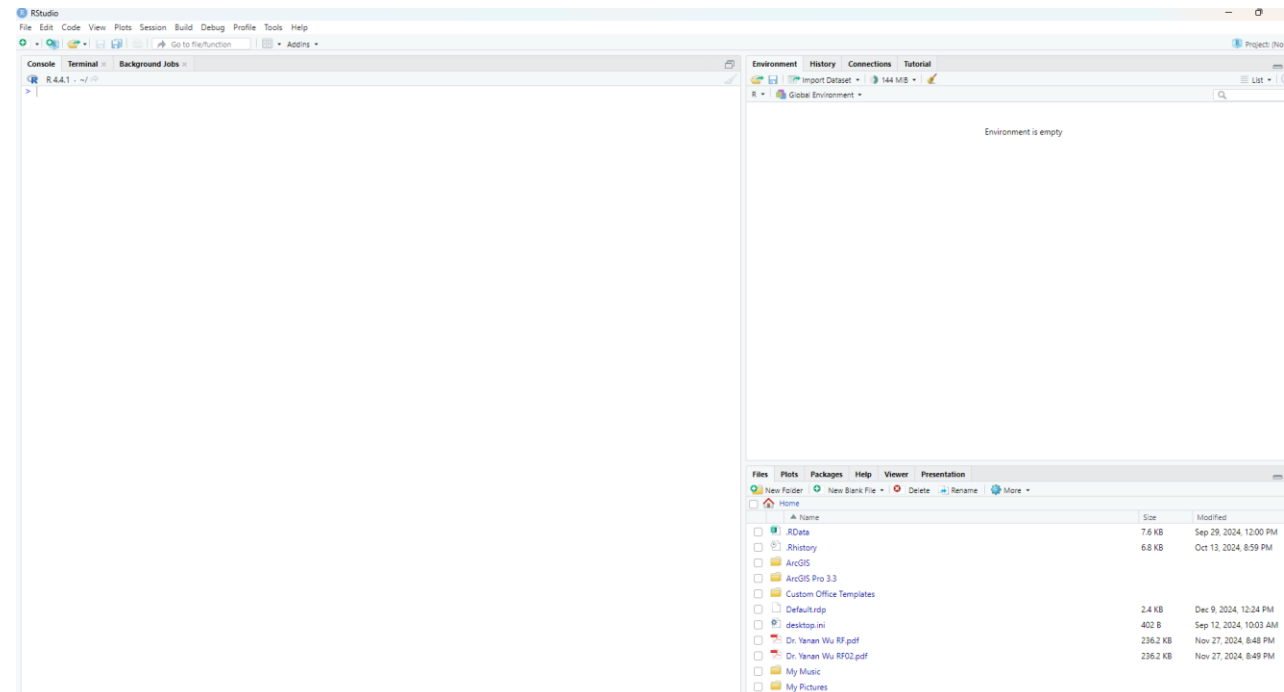 RStudio
File Edit Code View Plots Session Build Debug Profile Tools Help
Go to file/function Addins Project: (No
Console Terminal Background Jobs
R 4.4.1 · ~/
>
Environment History Connections Tutorial
Import Dataset 144 MiB List
R Global Environment
Environment is empty
Files Plots Packages Help Viewer Presentation
New Folder New Blank File Delete Rename More
Home
Name Size Modified
.RData 7.6 KB Sep 29, 2024, 12:00 PM
.Rhistory 6.8 KB Oct 13, 2024, 8:59 PM
ArcGIS
ArcGIS Pro 3.3
Custom Office Templates
Default.rdp 2.4 KB Dec 9, 2024, 12:24 PM
desktop.ini 402 B Sep 12, 2024, 10:03 AM
Dr. Yanan Wu RF.pdf 236.2 KB Nov 27, 2024, 8:48 PM
Dr. Yanan Wu RF02.pdf 236.2 KB Nov 27, 2024, 8:49 PM
My Music
My Pictures